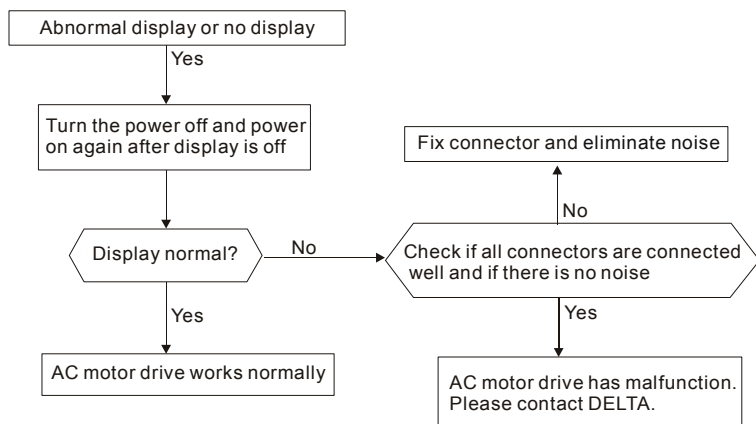 Abnormal display or no display
Yes
Turn the power off and power
on again after display is off
Fix connector and eliminate noise
No
Display normal?
No
Check if all connectors are connected
well and if there is no noise
Yes
Yes
AC motor drive works normally
AC motor drive has malfunction.
Please contact DELTA.